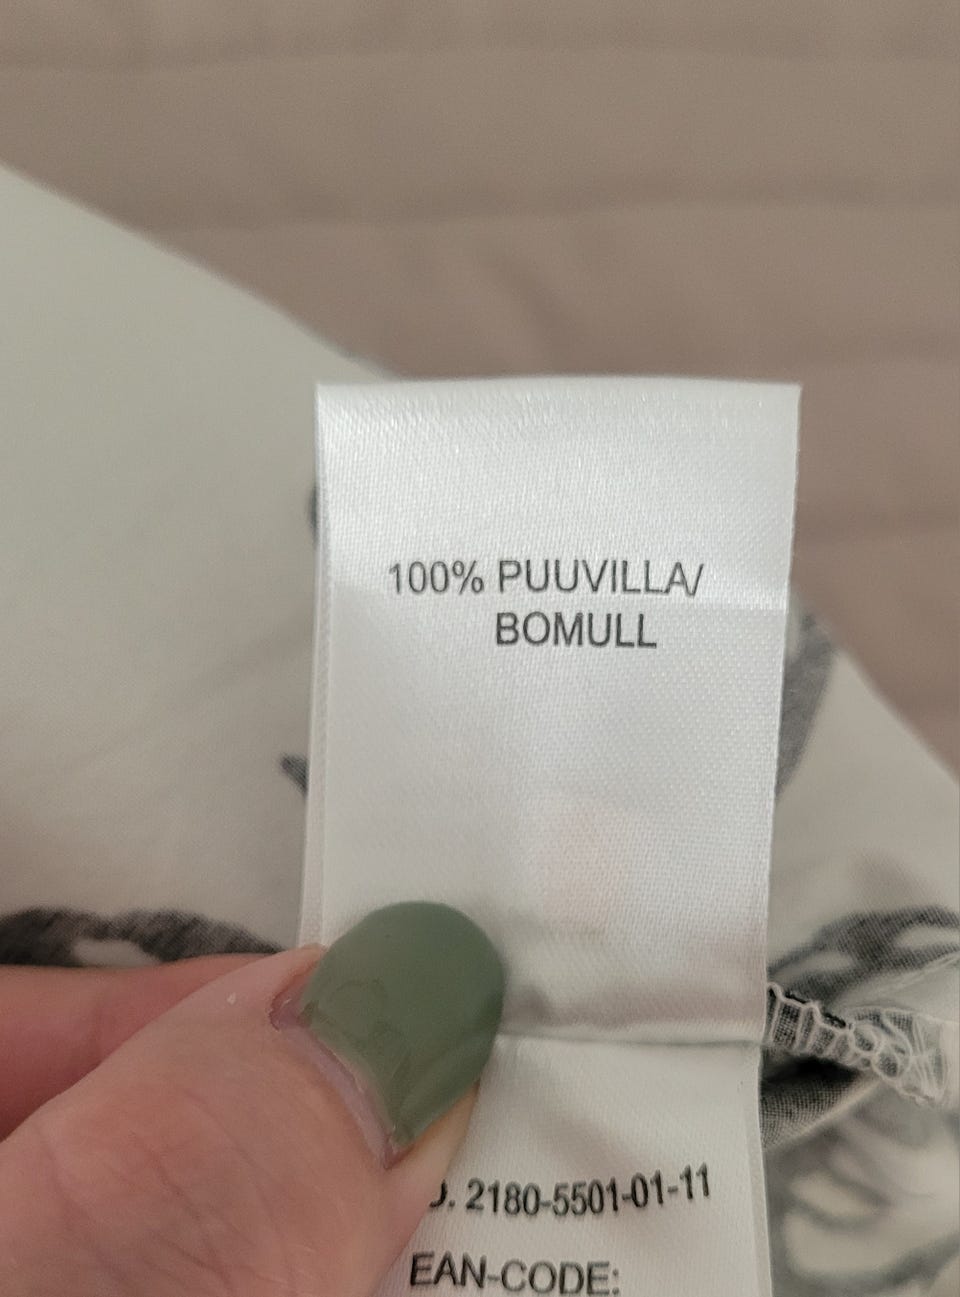 100% PUUVILLA/
BOMULL
2180-5501-01-11
EAN-CODE: